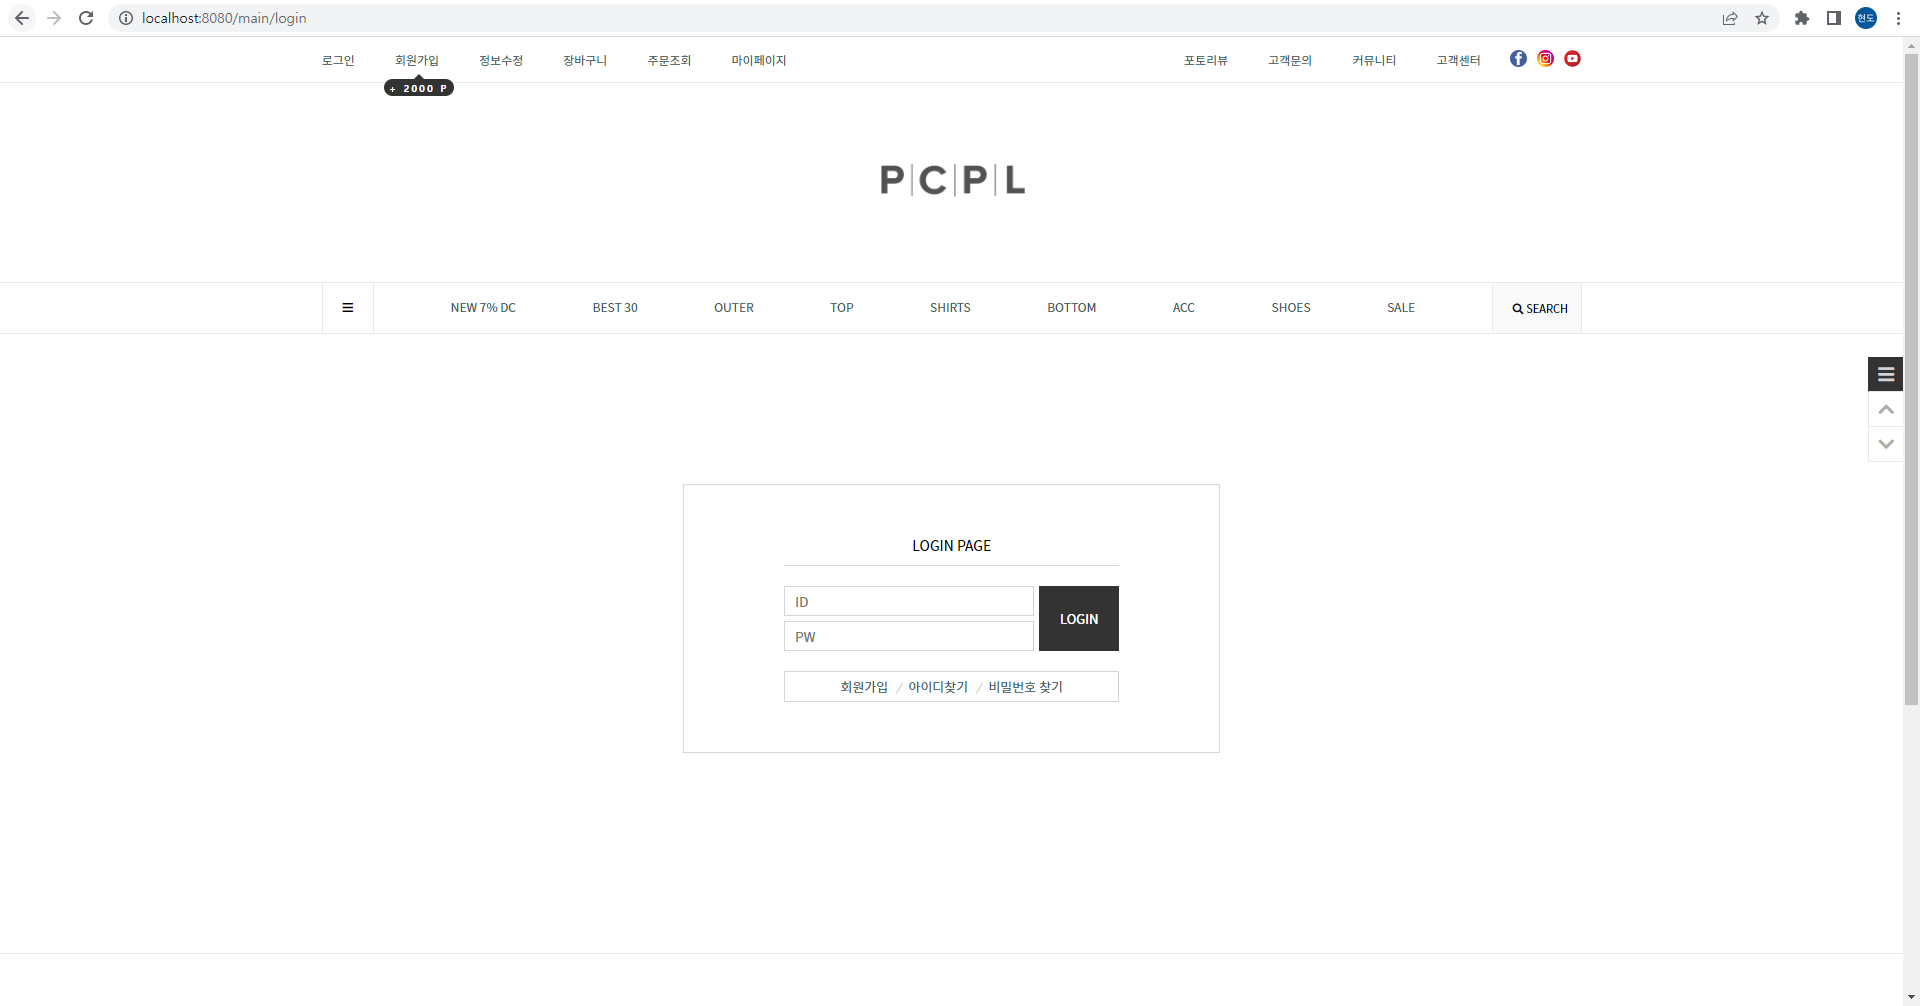 localhost:8080/main/login
현도
로그인 회원가입 정보수정 장바구니 주문조회 마이페이지 포토리뷰 고객문의 커뮤니티 고객센터
+ 2000 P
P|C|P|L
NEW 7% DC BEST 30 OUTER TOP SHIRTS BOTTOM ACC SHOES SALE SEARCH
LOGIN PAGE
ID
LOGIN
PW
회원가입 / 아이디찾기 / 비밀번호 찾기